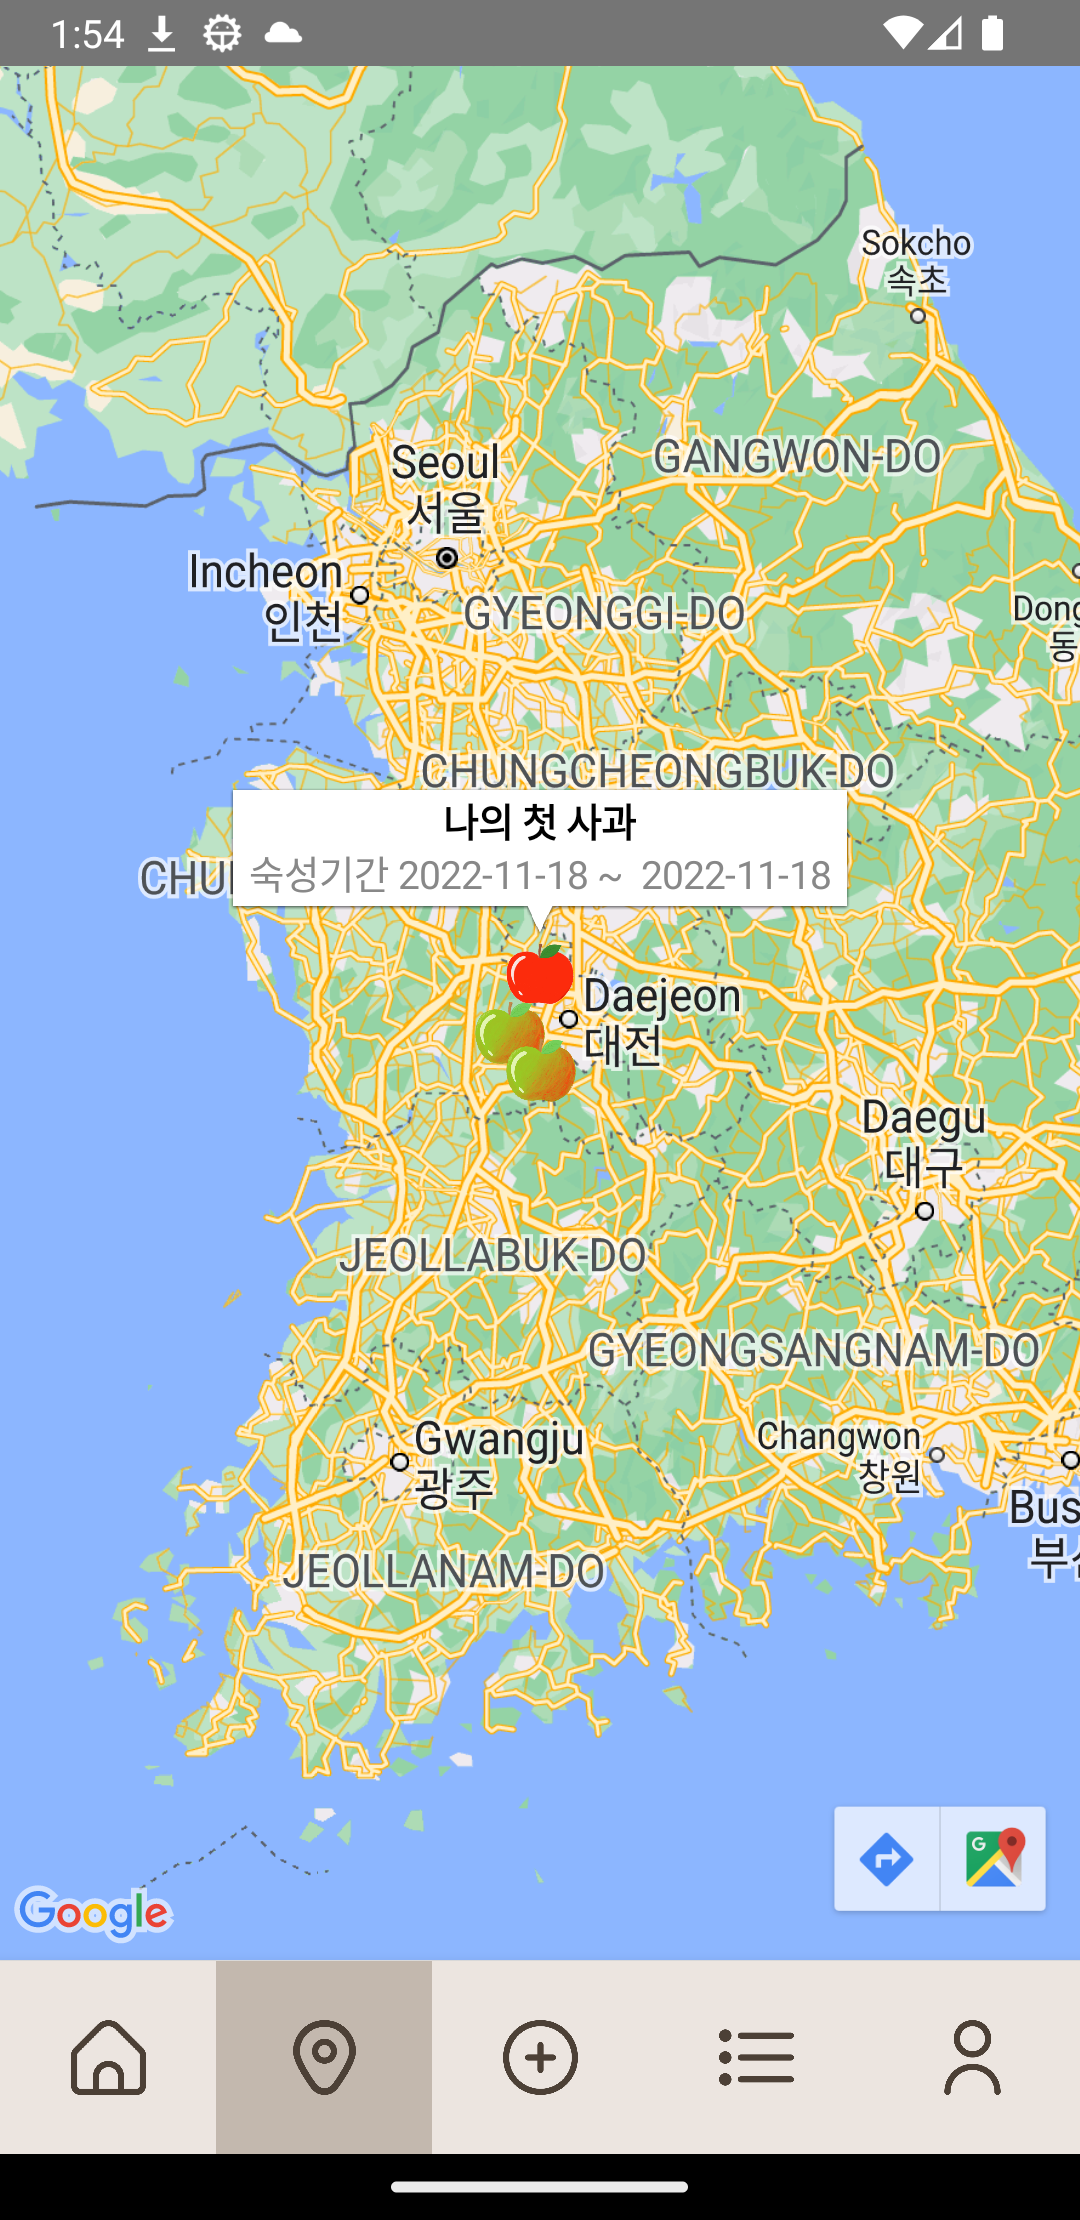 1:54
Sokcho
속초
GANGWON-DO
Seoul
서울
Incheon
인천
GYEONGGI-DO
Dong
동
CHUNGCHEONGBUK-DO
나의 첫 사과
CHU
숙성기간 2022-11-18 ~ 2022-11-18
Daejeon
대전
Daegu
대구
JEOLLABUK-DO
GYEONGSANGNAM-DO
Gwangju
광주
Changwon
창원
Bus
부산
JEOLLANAM-DO
G
Google